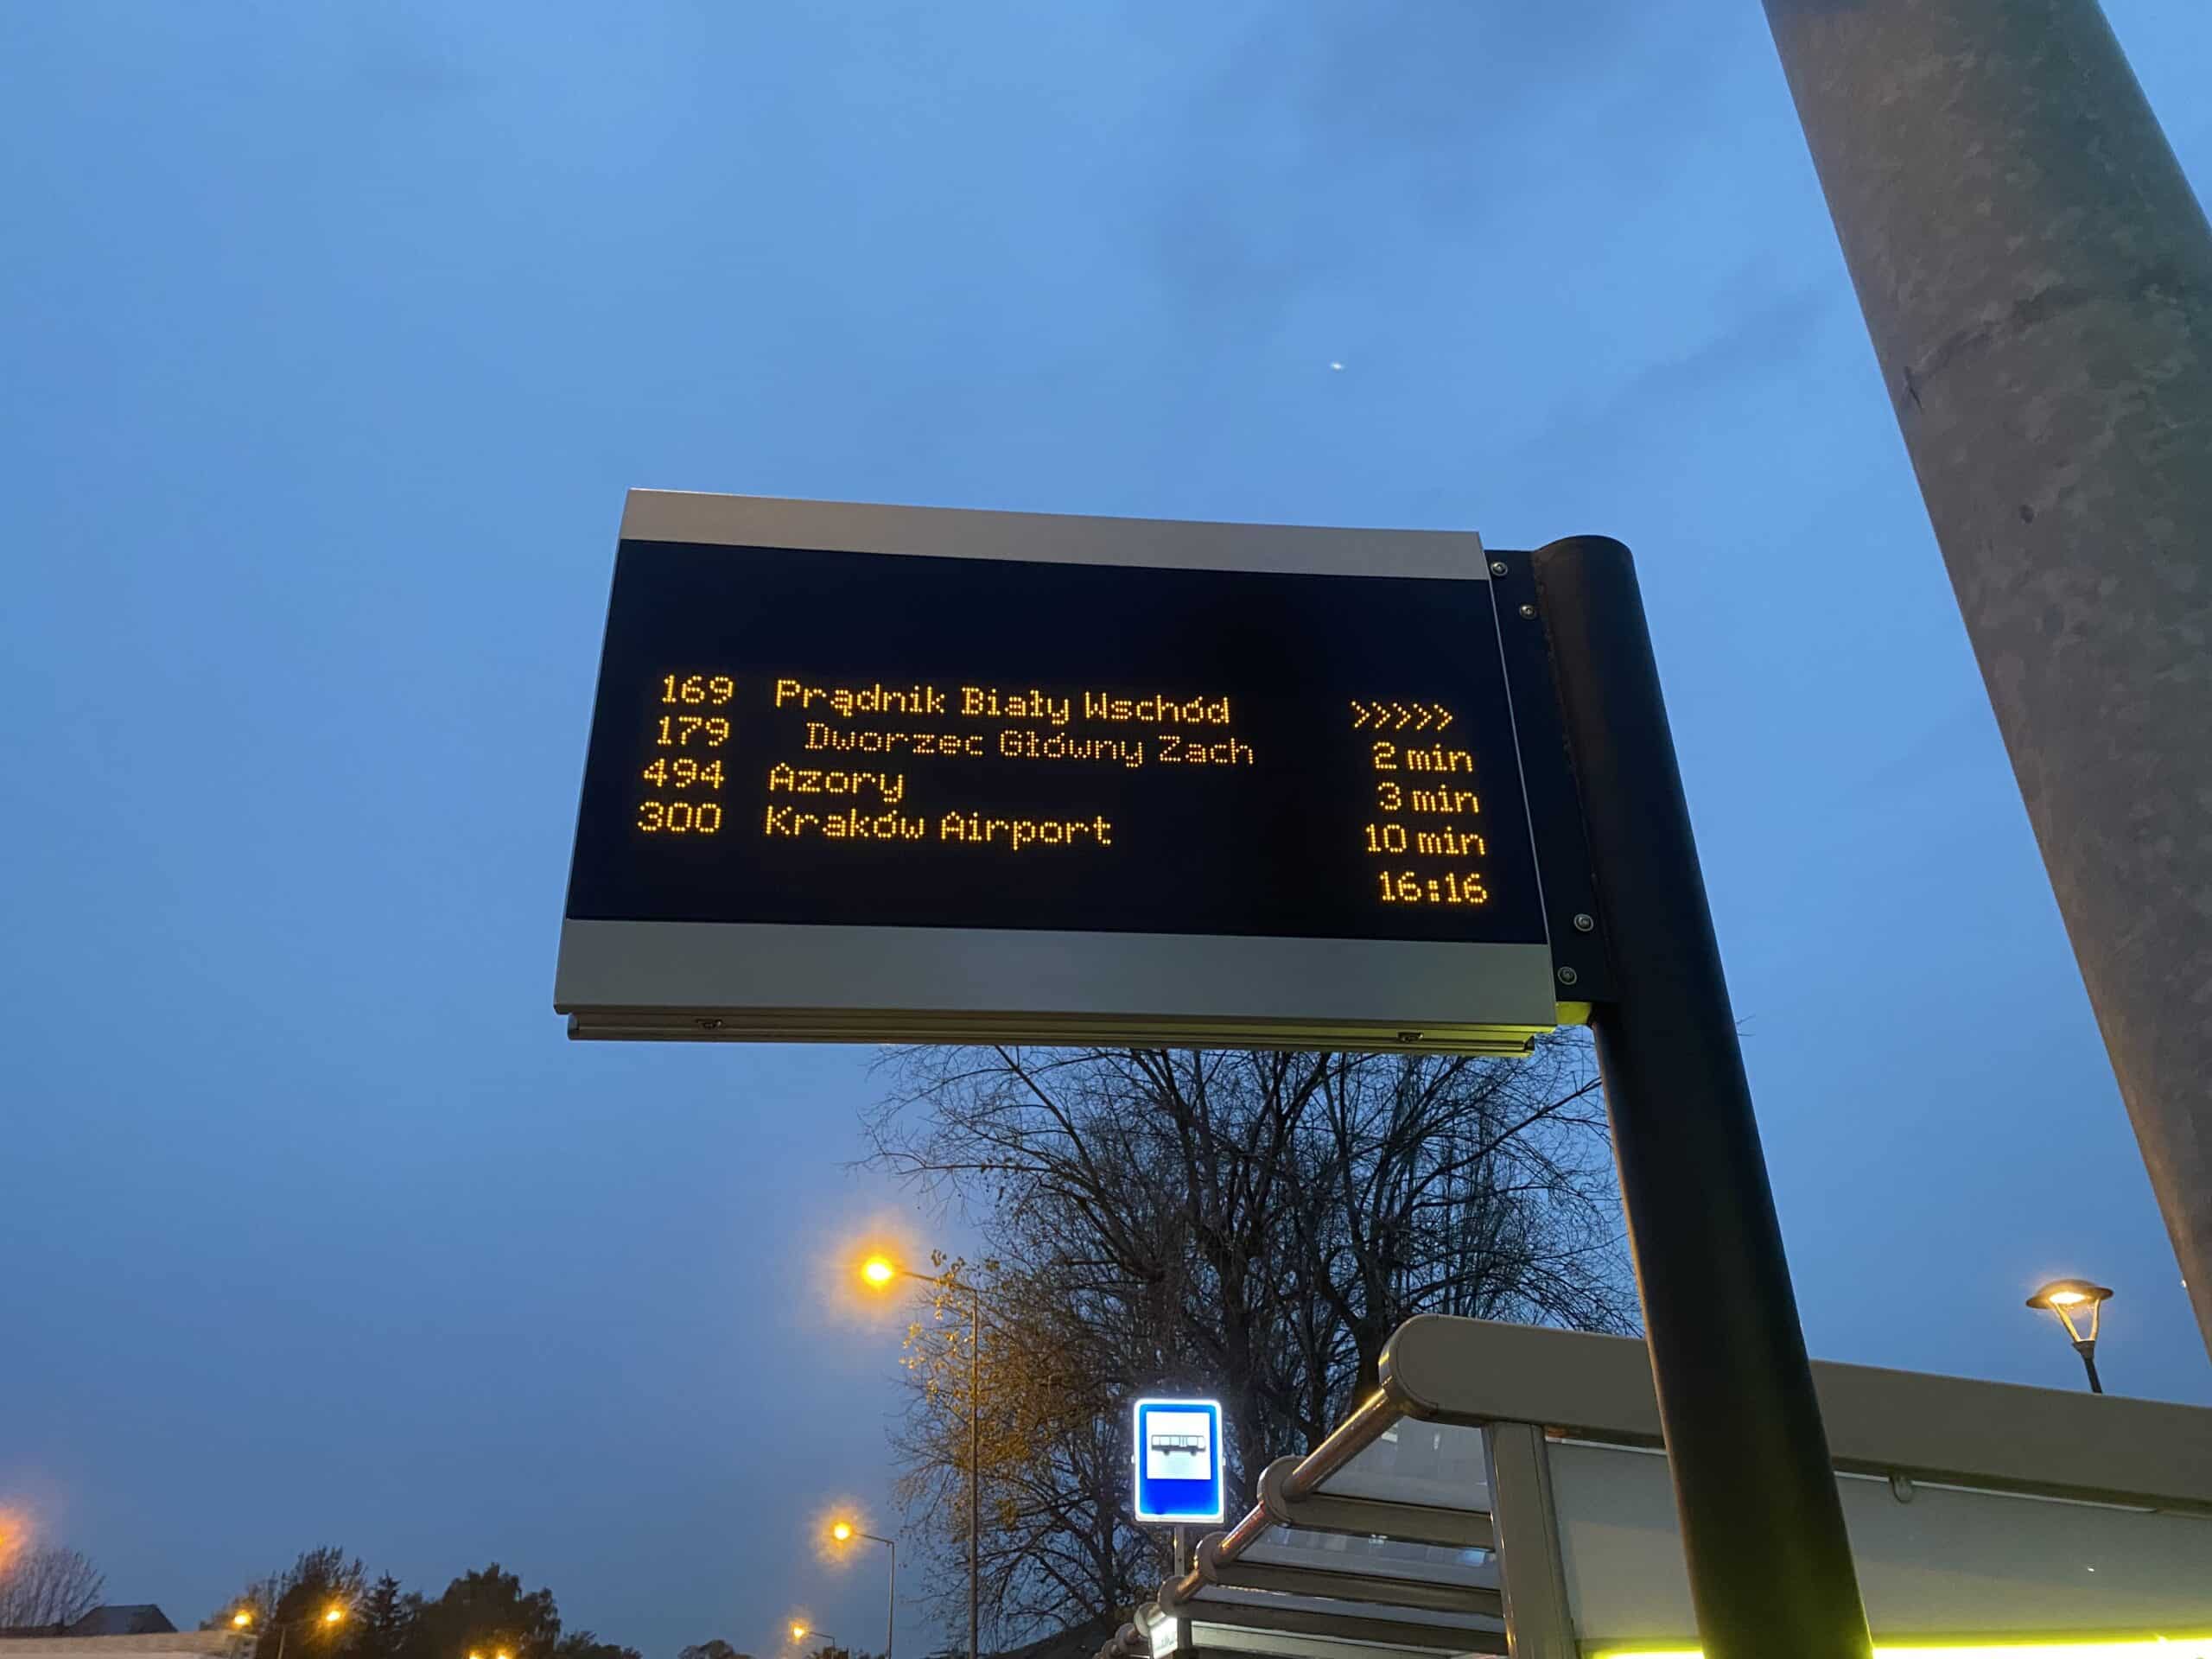 169 Prądnik Biały Wschód >>>>>
179 Dworzec Główny Zach 2 min
494 Azory 3 min
300 Kraków Airport 10 min
16:16